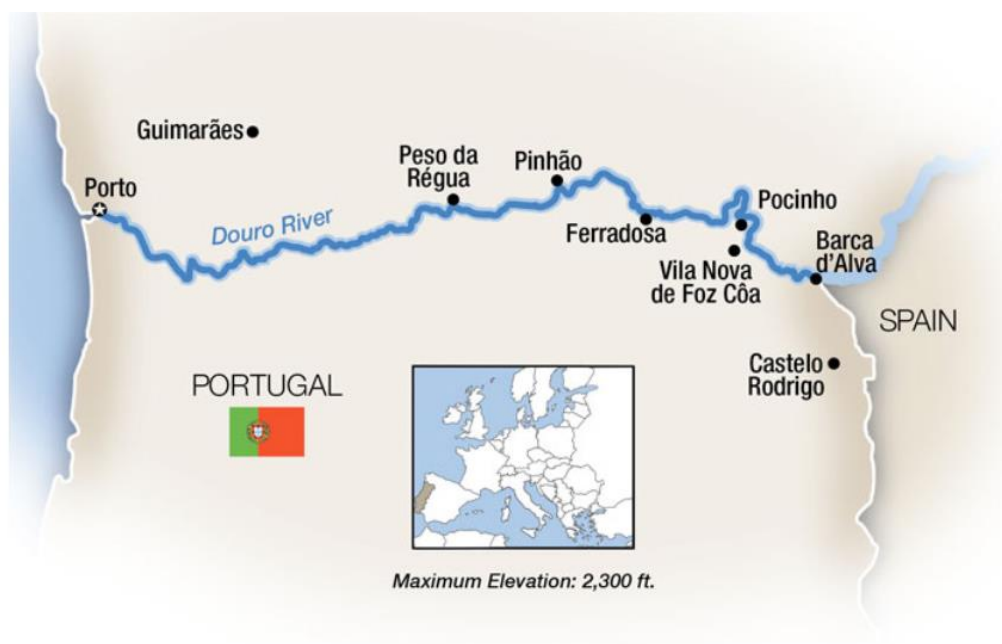 Guimarães
Porto
Douro River
Peso da
Régua
Pinhão
Ferradosa
Pocinho
Vila Nova
de Foz Côa
Barca
d'Alva
SPAIN
Castelo
Rodrigo
PORTUGAL
Maximum Elevation: 2,300 ft.